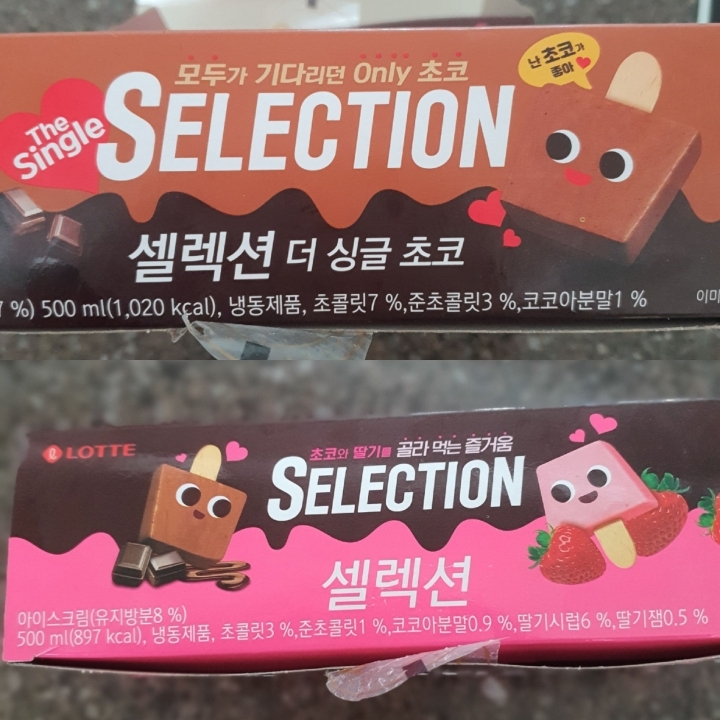 모두가 기다리던 Only 초코
난 초코가
좋아
The
Single
SELECTION
셀렉션 더 싱글 초코
%) 500 ml(1,020 kcal), 냉동제품, 초콜릿7 %,준초콜릿3 %,코코아분말1 %
이미
LOTTE
초코와 딸기를 골라 먹는 즐거움
SELECTION
셀렉션
아이스크림(유지방분8 %)
500 ml(897 kcal), 냉동제품, 초콜릿3 %,준초콜릿1 %,코코아분말0.9 %,딸기시럽6 %,딸기잼0.5 %